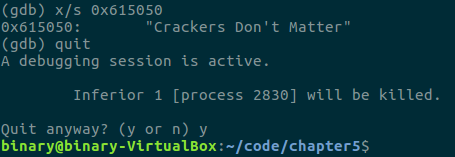 (gdb) x/s 0x615050
0x615050:       "Crackers Don't Matter"
(gdb) quit
A debugging session is active.
        Inferior 1 [process 2830] will be killed.
Quit anyway? (y or n) y
binary@binary-VirtualBox:~/code/chapter5$